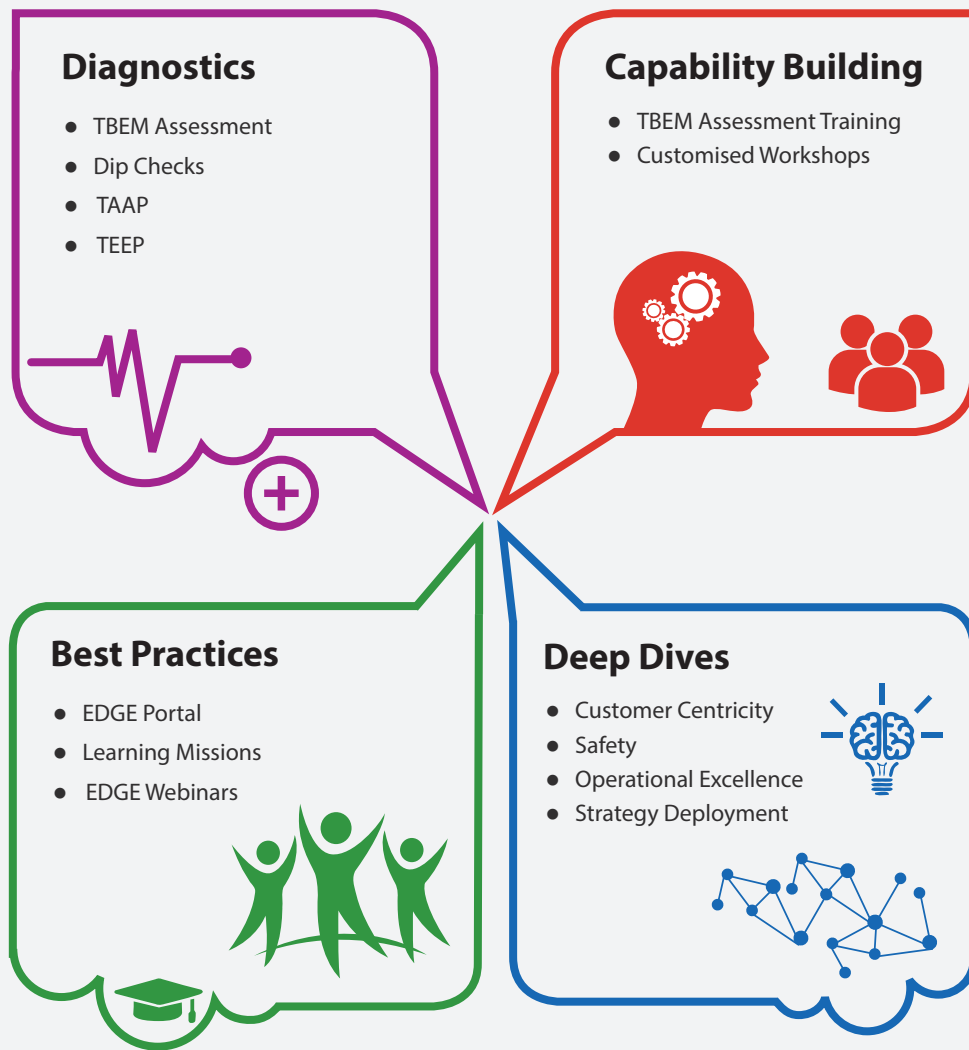 Diagnostics
● TBEM Assessment
● Dip Checks
● TAAP
● TEEP
Capability Building
● TBEM Assessment Training
● Customised Workshops
Best Practices
● EDGE Portal
● Learning Missions
● EDGE Webinars
Deep Dives
● Customer Centricity
● Safety
● Operational Excellence
● Strategy Deployment